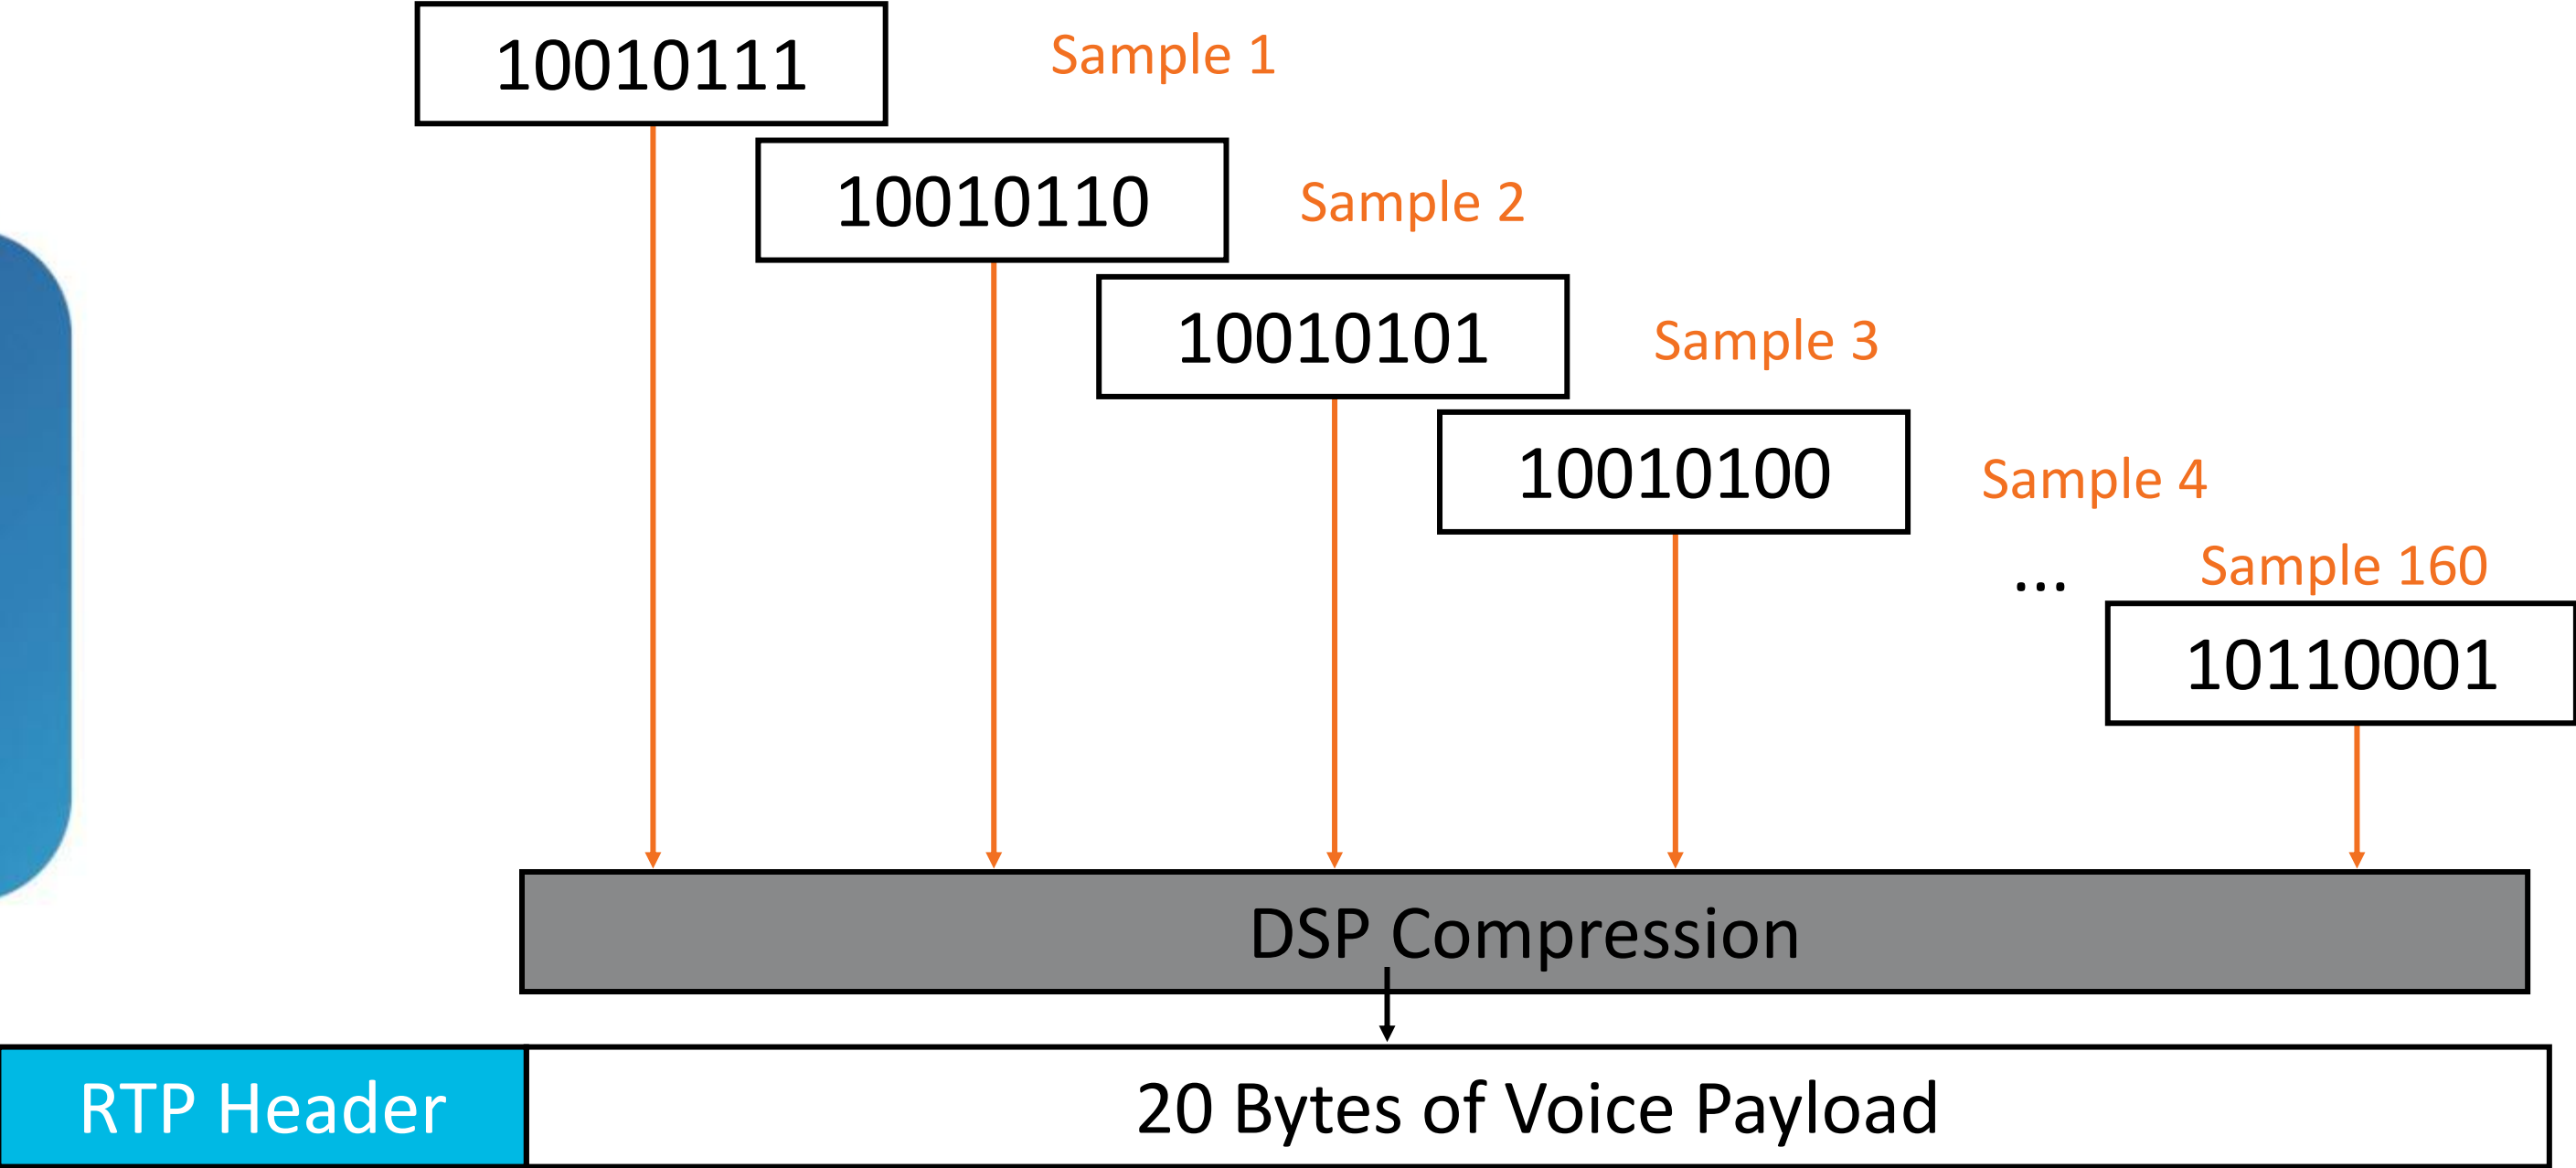 10010111
Sample 1
10010110
Sample 2
10010101
Sample 3
10010100
Sample 4
...
Sample 160
10110001
DSP Compression
RTP Header
20 Bytes of Voice Payload